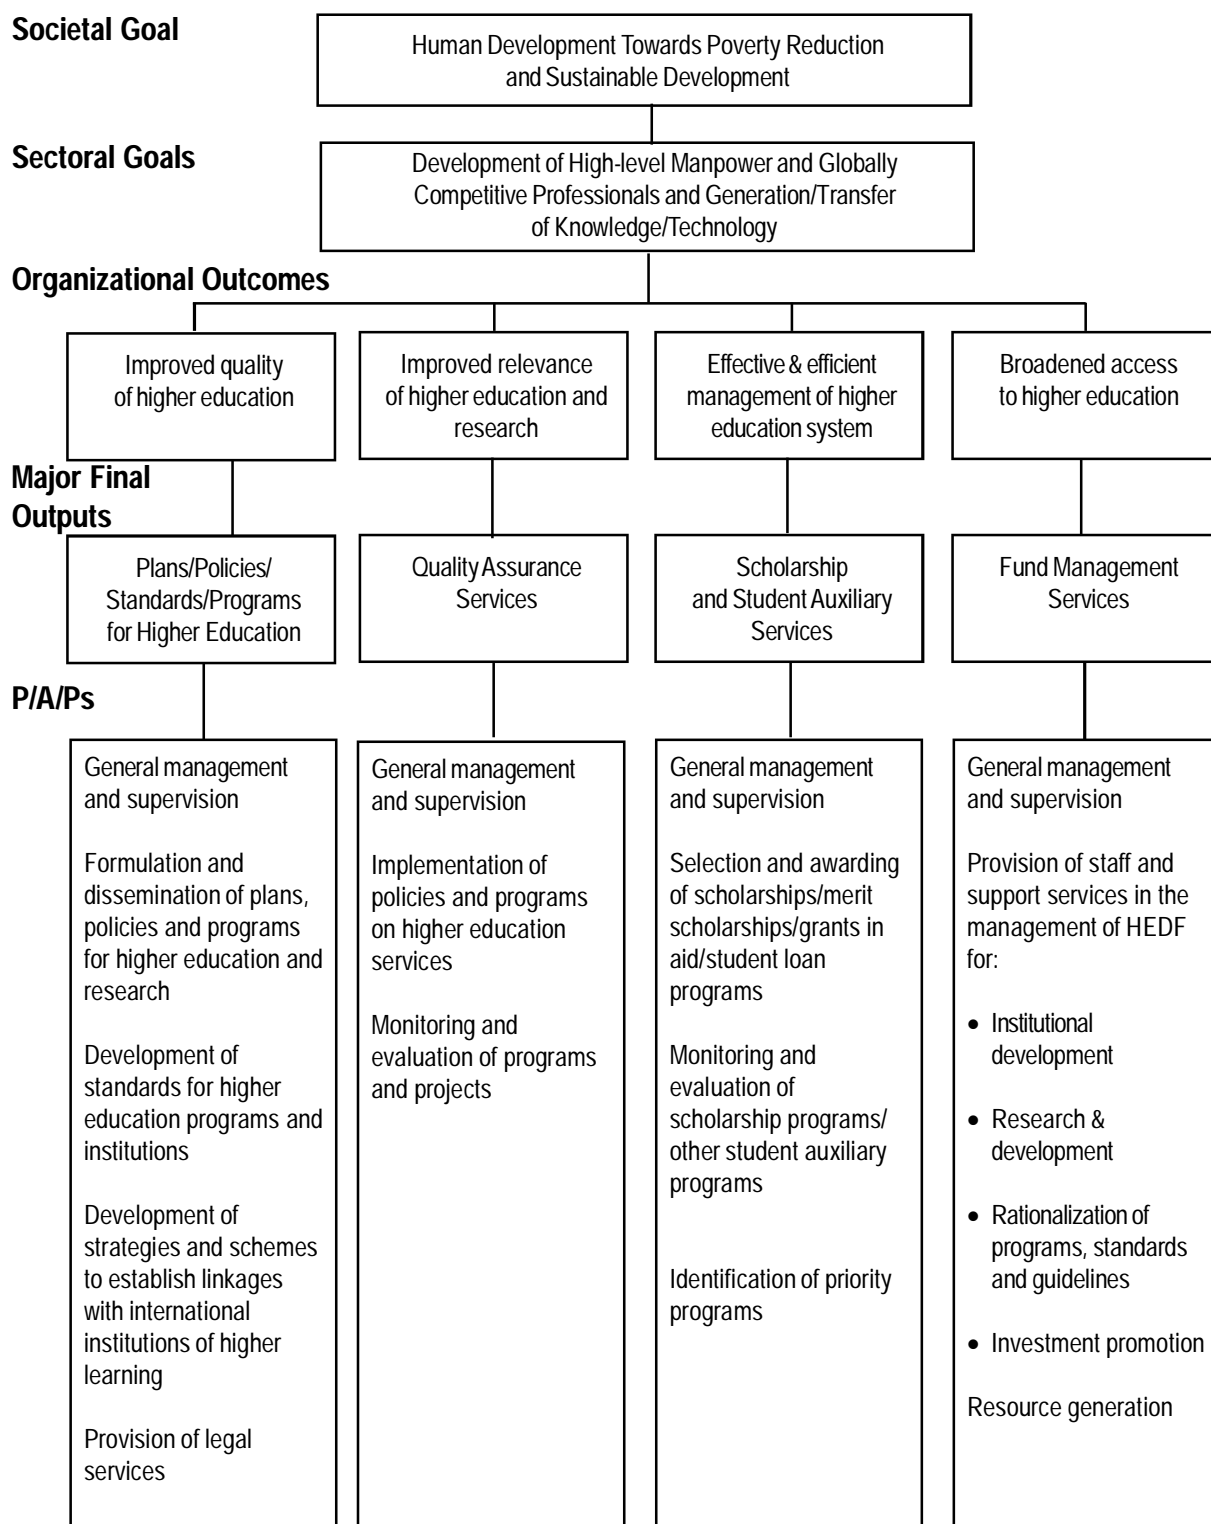 Societal Goal
Human Development Towards Poverty Reduction
and Sustainable Development
Sectoral Goals
Development of High-level Manpower and Globally
Competitive Professionals and Generation/Transfer
of Knowledge/Technology
Organizational Outcomes
Improved quality
of higher education
Improved relevance
of higher education and
research
Effective & efficient
management of higher
education system
Broadened access
to higher education
Major Final
Outputs
Plans/Policies/
Standards/Programs
for Higher Education
Quality Assurance
Services
Scholarship
and Student Auxiliary
Services
Fund Management
Services
P/A/Ps
General management
and supervision
Formulation and
dissemination of plans,
policies and programs
for higher education and
research
Development of
standards for higher
education programs and
institutions
Development of
strategies and schemes
to establish linkages
with international
institutions of higher
learning
Provision of legal
services
General management
and supervision
Implementation of
policies and programs
on higher education
services
Monitoring and
evaluation of programs
and projects
General management
and supervision
Selection and awarding
of scholarships/merit
scholarships/grants in
aid/student loan
programs
Monitoring and
evaluation of
scholarship programs/
other student auxiliary
programs
Identification of priority
programs
General management
and supervision
Provision of staff and
support services in the
management of HEDF
for:
• Institutional
development
• Research &
development
• Rationalization of
programs, standards
and guidelines
• Investment promotion
Resource generation